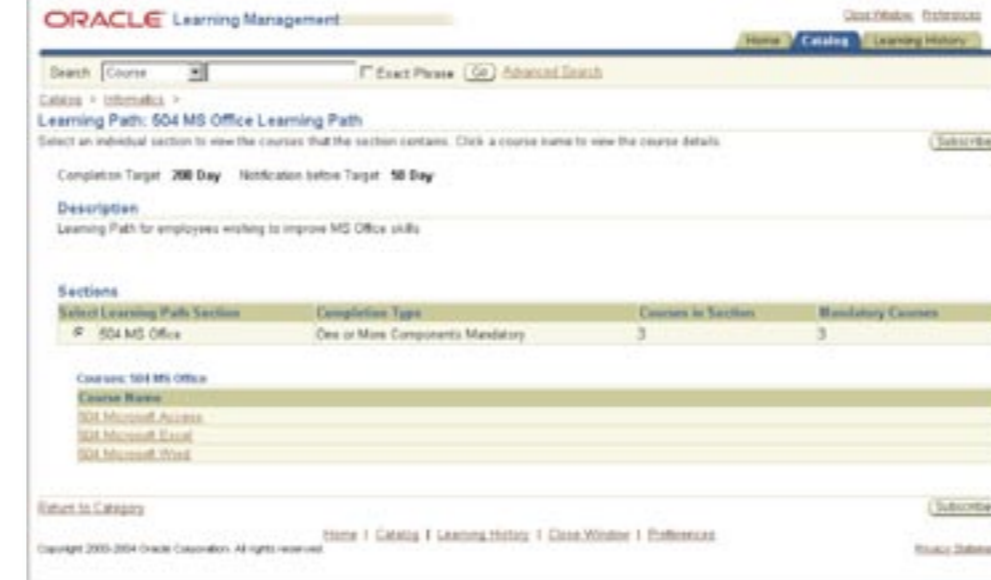 ORACLE Learning Management
Close Window Preferences
Home Catalog Learning History
Search Course Exact Phrase Go Advanced Search
Catalog > Informatics >
Learning Path: 504 MS Office Learning Path
Select an individual section to view the courses that the section contains. Click a course name to view the course details.
Subscribe
Completion Target 200 Day Notification before Target 50 Day
Description
Learning Path for employees wishing to improve MS Office skills
Sections
Select Learning Path Section Completion Type Courses in Section Mandatory Courses
504 MS Office One or More Components Mandatory 3 3
Courses: 504 MS Office
Course Name
504 Microsoft Access
504 Microsoft Excel
504 Microsoft Word
Return to Category
Subscribe
Home | Catalog | Learning History | Close Window | Preferences
Copyright 2000-2004 Oracle Corporation. All rights reserved.
Privacy Statem